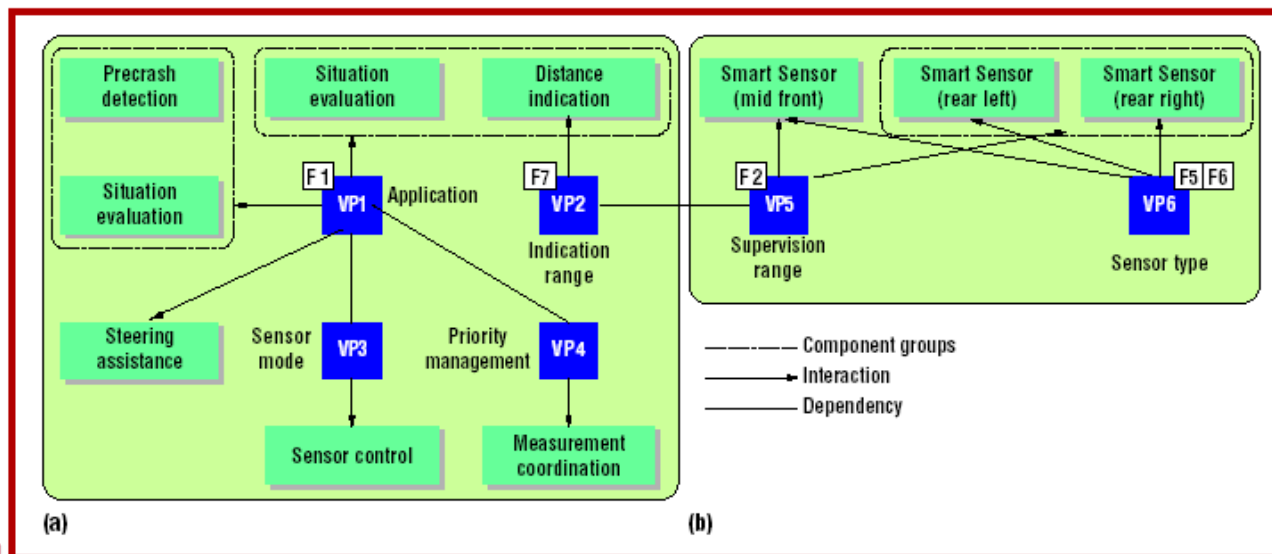 Precrash
detection
Situation
evaluation
Distance
indication
Smart Sensor
(mid front)
Smart Sensor
(rear left)
Smart Sensor
(rear right)
F 1
F7
F 2
F5 F6
Situation
evaluation
VP1
Application
VP2
VP5
VP6
Indication
range
Supervision
range
Sensor type
Steering
assistance
Sensor
mode
VP3
Priority
management
VP4
Component groups
Interaction
Dependency
Sensor control
Measurement
coordination
(a)
(b)